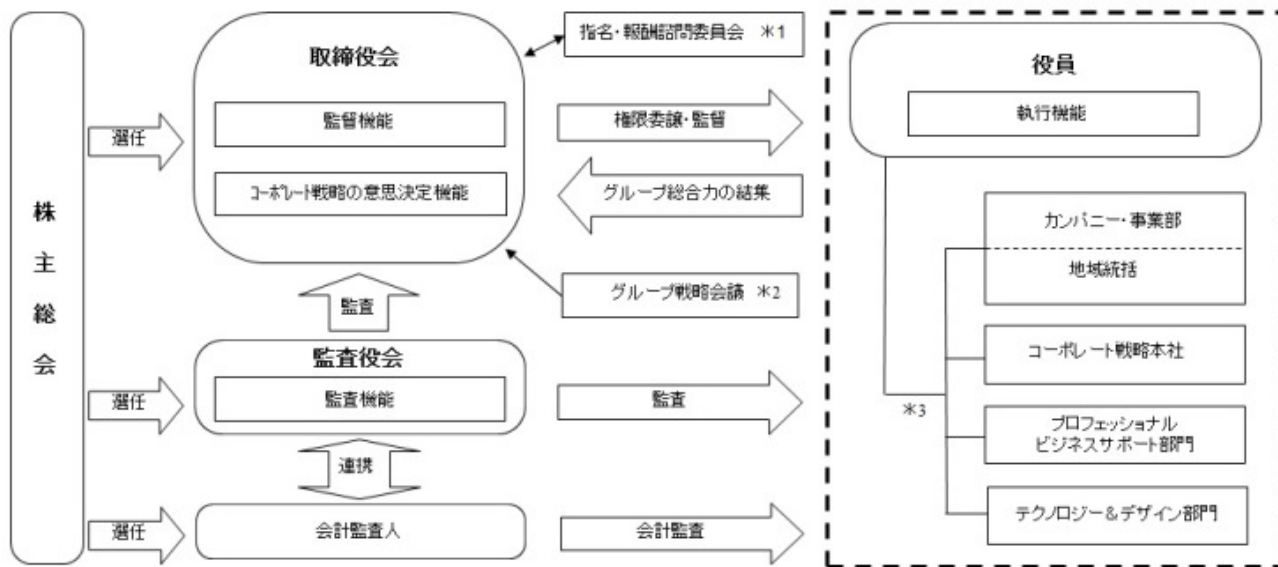 株主総会
選任
選任
選任
取締役会
監督機能
コーポレート戦略の意思決定機能
監査
監査役会
監査機能
連携
会計監査人
指名・報酬諮問委員会 *1
権限委譲・監督
グループ総合力の結集
グループ戦略会議 *2
監査
会計監査
役員
執行機能
*3
カンパニー・事業部
地域統括
コーポレート戦略本社
プロフェッショナル
ビジネスサポート部門
テクノロジー&デザイン部門